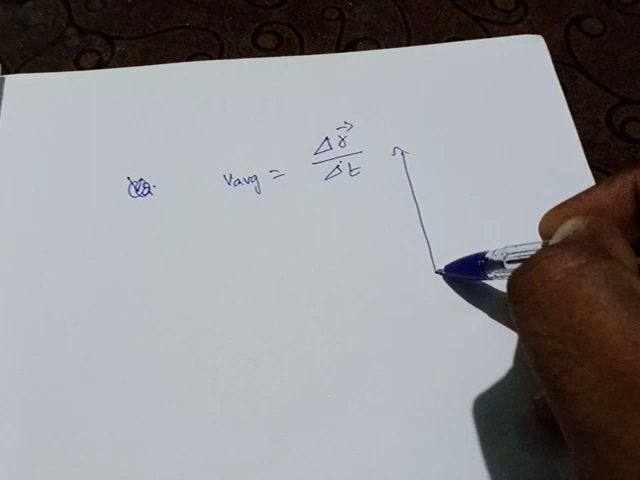 Vavg = Δr⃗ / Δt